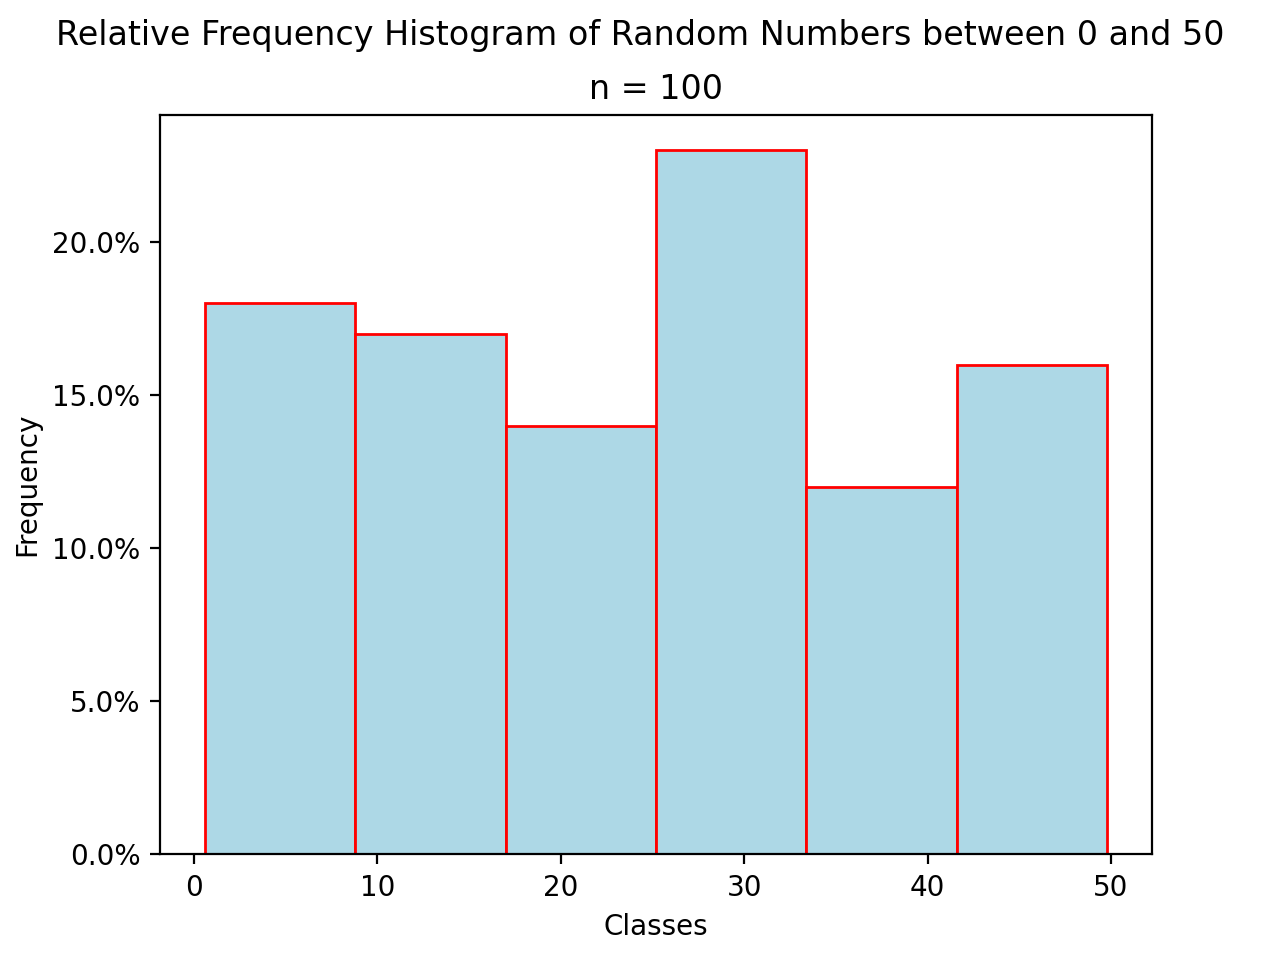 Relative Frequency Histogram of Random Numbers between 0 and 50
n = 100
20.0%
15.0%
10.0%
5.0%
0.0%
Frequency
0 10 20 30 40 50
Classes